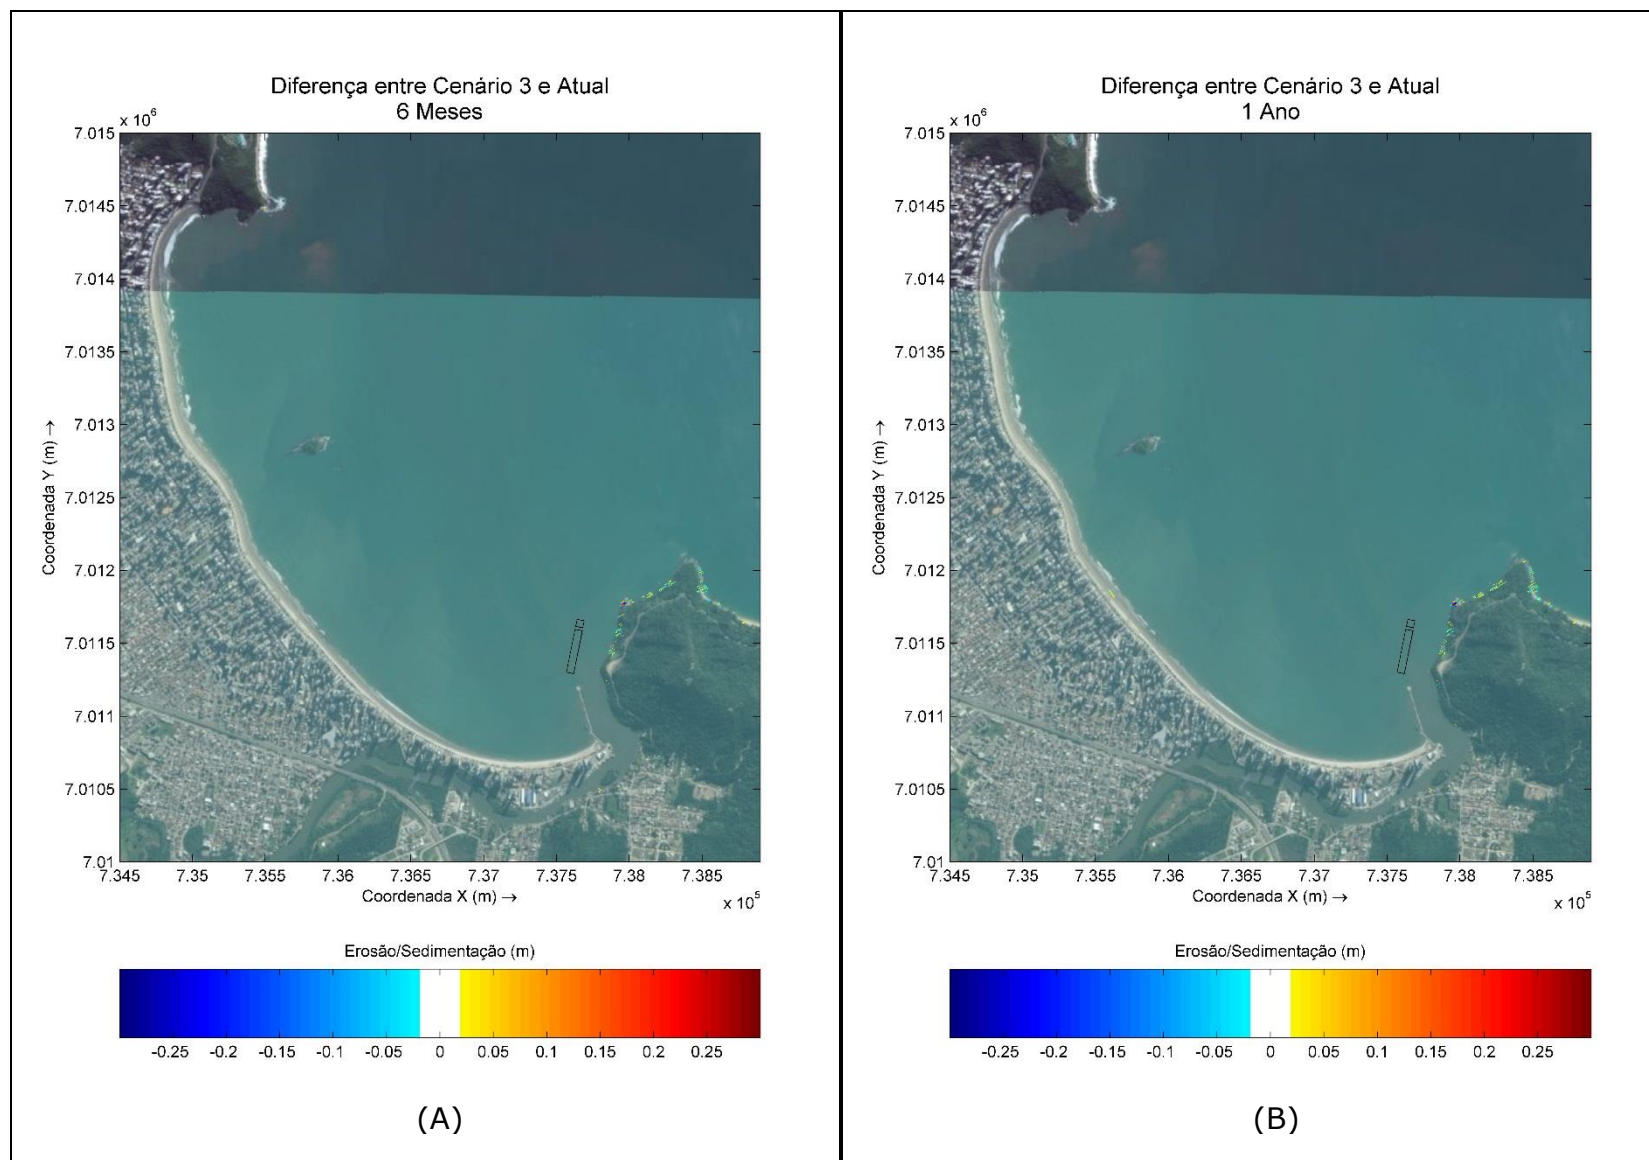 Diferença entre Cenário 3 e Atual
6 Meses
x 10⁶
7.015
7.0145
7.014
7.0135
7.013
7.0125
7.012
7.0115
7.011
7.0105
7.01
Coordenada Y (m) →
7.345 7.35 7.355 7.36 7.365 7.37 7.375 7.38 7.385
Coordenada X (m) →
x 10⁵
Erosão/Sedimentação (m)
-0.25 -0.2 -0.15 -0.1 -0.05 0 0.05 0.1 0.15 0.2 0.25
(A)
Diferença entre Cenário 3 e Atual
1 Ano
x 10⁶
7.015
7.0145
7.014
7.0135
7.013
7.0125
7.012
7.0115
7.011
7.0105
7.01
Coordenada Y (m) →
7.345 7.35 7.355 7.36 7.365 7.37 7.375 7.38 7.385
Coordenada X (m) →
x 10⁵
Erosão/Sedimentação (m)
-0.25 -0.2 -0.15 -0.1 -0.05 0 0.05 0.1 0.15 0.2 0.25
(B)